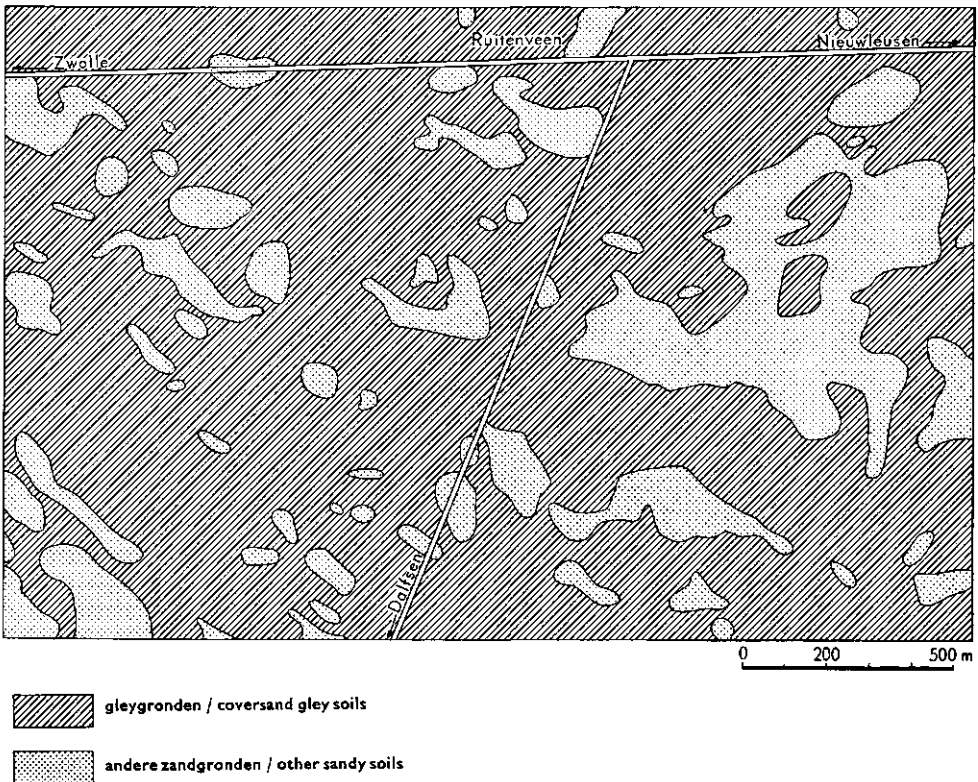 Ruitenveen
Nieuwleusen
Zwolle
Dalfsen
0 200 500 m
gleygronden / coversand gley soils
andere zandgronden / other sandy soils